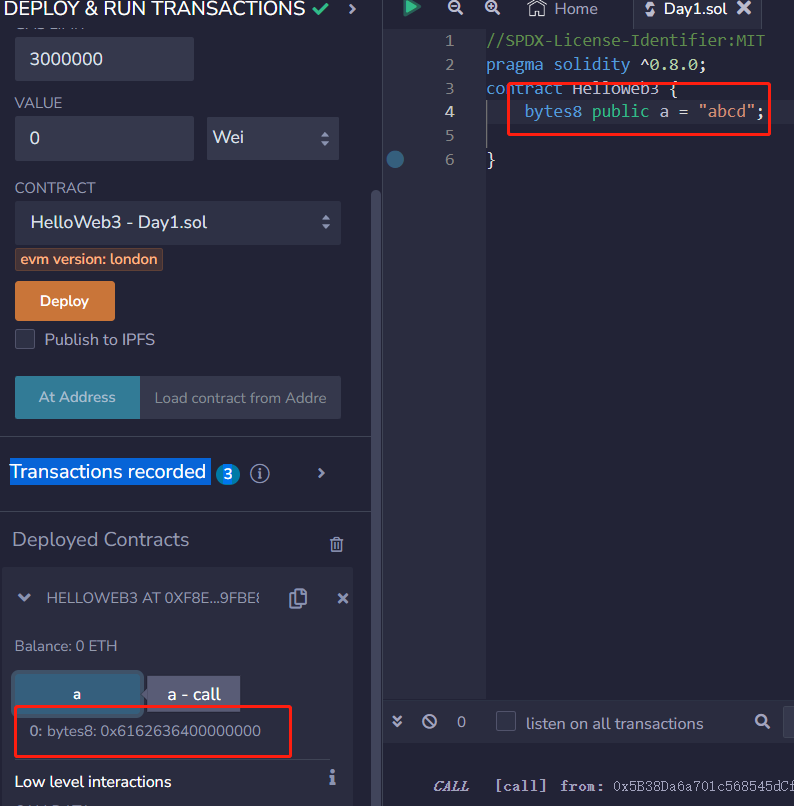 DEPLOY & RUN TRANSACTIONS
3000000
VALUE
0
Wei
CONTRACT
HelloWeb3 - Day1.sol
evm version: london
Deploy
Publish to IPFS
At Address
Load contract from Addre
Transactions recorded 3 i
Deployed Contracts
HELLOWEB3 AT 0XF8E...9FBE8
Balance: 0 ETH
a
a - call
0: bytes8: 0x6162636400000000
Low level interactions
Home
Day1.sol
1 //SPDX-License-Identifier:MIT
2 pragma solidity ^0.8.0;
3 contract HelloWeb3 {
4 bytes8 public a = "abcd";
5
6 }
0
listen on all transactions
CALL [call] from: 0x5B38Da6a701c568545dCf